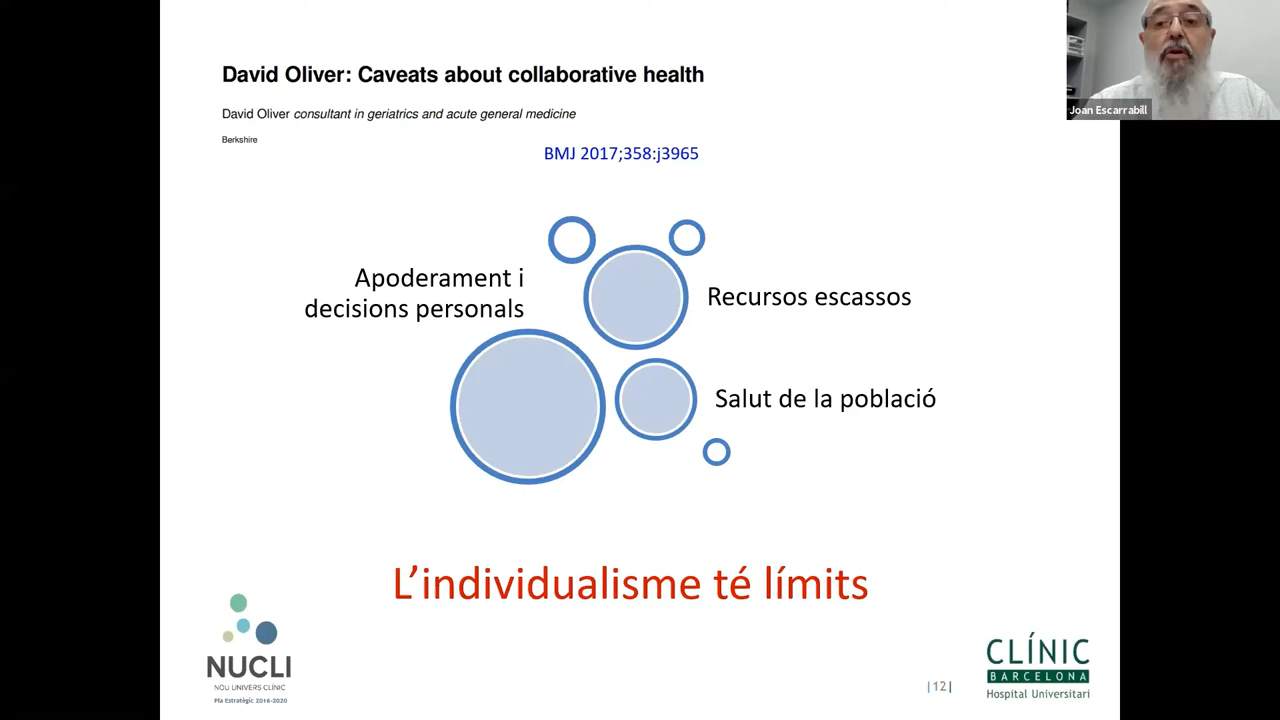 David Oliver: Caveats about collaborative health
David Oliver consultant in geriatrics and acute general medicine
Berkshire
BMJ 2017;358:j3965
Apoderament i
decisions personals
Recursos escassos
Salut de la població
L'individualisme té límits
NUCLI
NOU UNIVERS CLÍNIC
Pla Estratègic 2016-2020
|12|
CLÍNIC
BARCELONA
Hospital Universitari
Joan Escarrabill